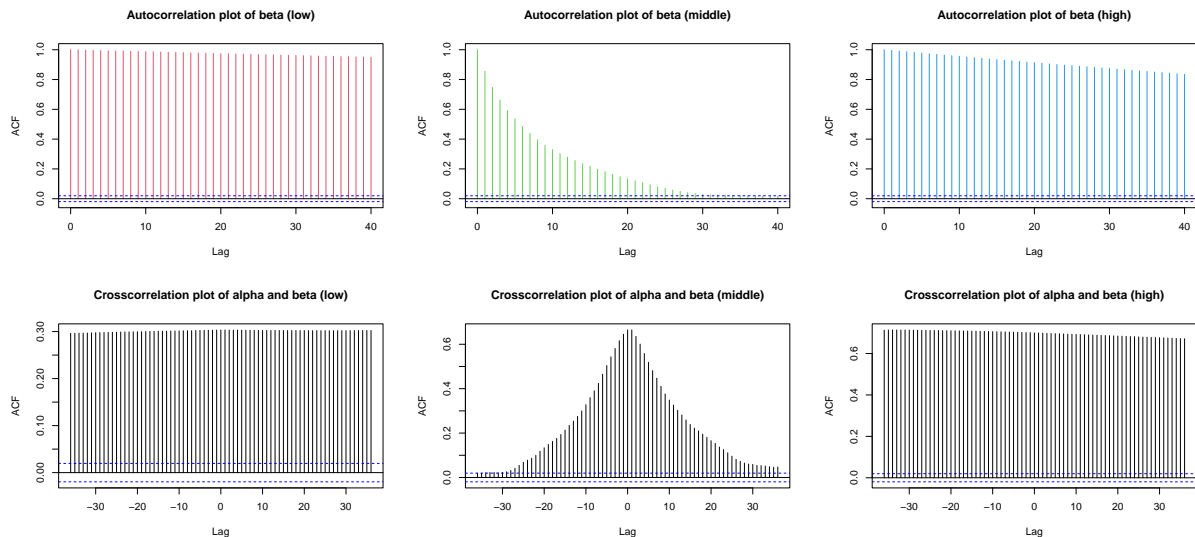 Autocorrelation plot of beta (low)
ACF
1.0
0.8
0.6
0.4
0.2
0.0
0 10 20 30 40
Lag
Autocorrelation plot of beta (middle)
ACF
1.0
0.8
0.6
0.4
0.2
0.0
0 10 20 30 40
Lag
Autocorrelation plot of beta (high)
ACF
1.0
0.8
0.6
0.4
0.2
0.0
0 10 20 30 40
Lag
Crosscorrelation plot of alpha and beta (low)
ACF
0.30
0.20
0.10
0.00
−30 −20 −10 0 10 20 30
Lag
Crosscorrelation plot of alpha and beta (middle)
ACF
0.6
0.4
0.2
0.0
−30 −20 −10 0 10 20 30
Lag
Crosscorrelation plot of alpha and beta (high)
ACF
0.6
0.4
0.2
0.0
−30 −20 −10 0 10 20 30
Lag